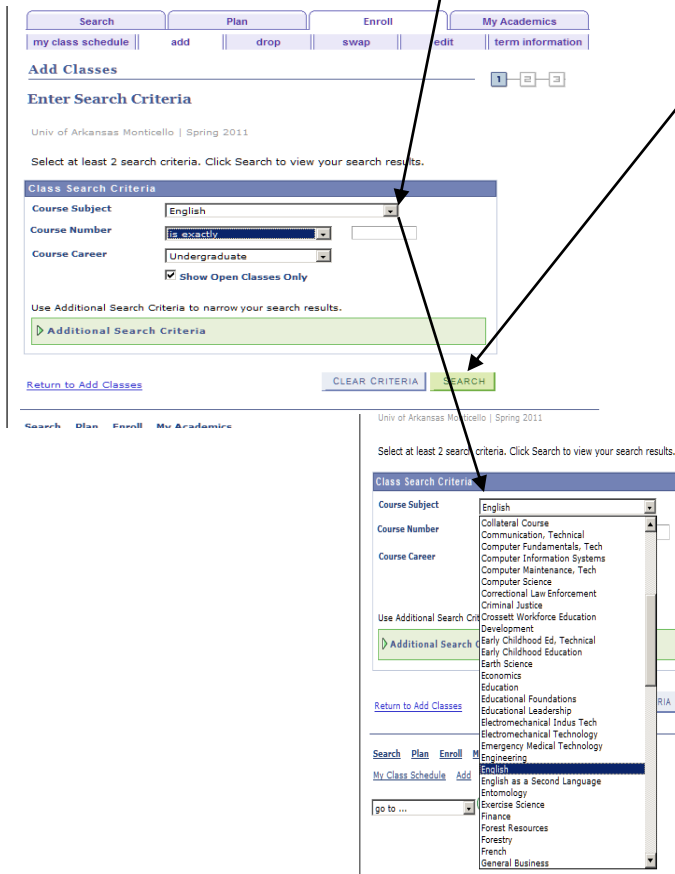 Search Plan Enroll My Academics
my class schedule add drop swap edit term information
Add Classes
1 2 3
Enter Search Criteria
Univ of Arkansas Monticello | Spring 2011
Select at least 2 search criteria. Click Search to view your search results.
Class Search Criteria
Course Subject English
Course Number is exactly
Course Career Undergraduate
Show Open Classes Only
Use Additional Search Criteria to narrow your search results.
Additional Search Criteria
Return to Add Classes CLEAR CRITERIA SEARCH
Search Plan Enroll My Academics
Univ of Arkansas Monticello | Spring 2011
Select at least 2 search criteria. Click Search to view your search results.
Class Search Criteria
Course Subject English
Collateral Course
Course Number
Communication, Technical
Computer Fundamentals, Tech
Course Career
Computer Information Systems
Computer Maintenance, Tech
Computer Science
Correctional Law Enforcement
Criminal Justice
Use Additional Search Crit
Crossett Workforce Education
Development
Additional Search C
Early Childhood Ed, Technical
Early Childhood Education
Earth Science
Economics
Education
Return to Add Classes
Educational Foundations
RIA
Educational Leadership
Electromechanical Indus Tech
Electromechanical Technology
Search Plan Enroll M
Emergency Medical Technology
Engineering
My Class Schedule Add
English
English as a Second Language
Entomology
go to ...
Exercise Science
Finance
Forest Resources
Forestry
French
General Business